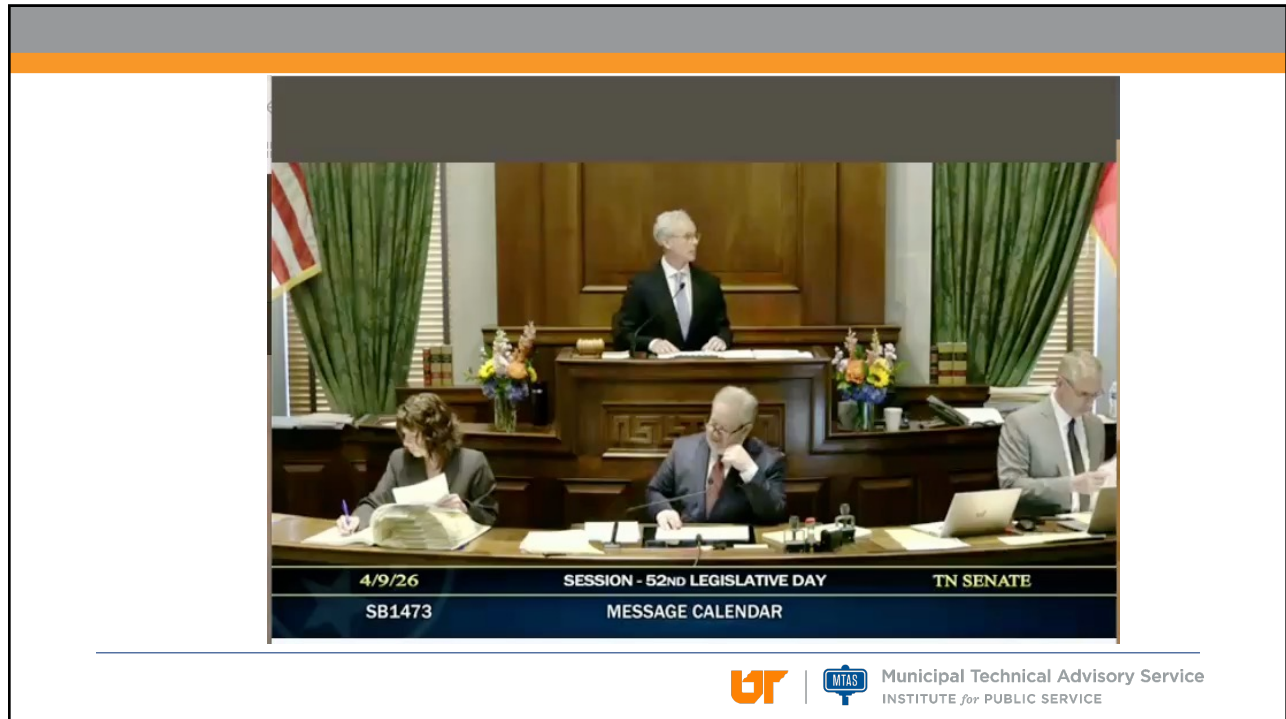 4/9/26 SESSION - 52ND LEGISLATIVE DAY TN SENATE
SB1473 MESSAGE CALENDAR
UT MTAS Municipal Technical Advisory Service
INSTITUTE for PUBLIC SERVICE